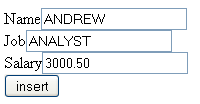 Name ANDREW
Job ANALYST
Salary 3000.50
insert